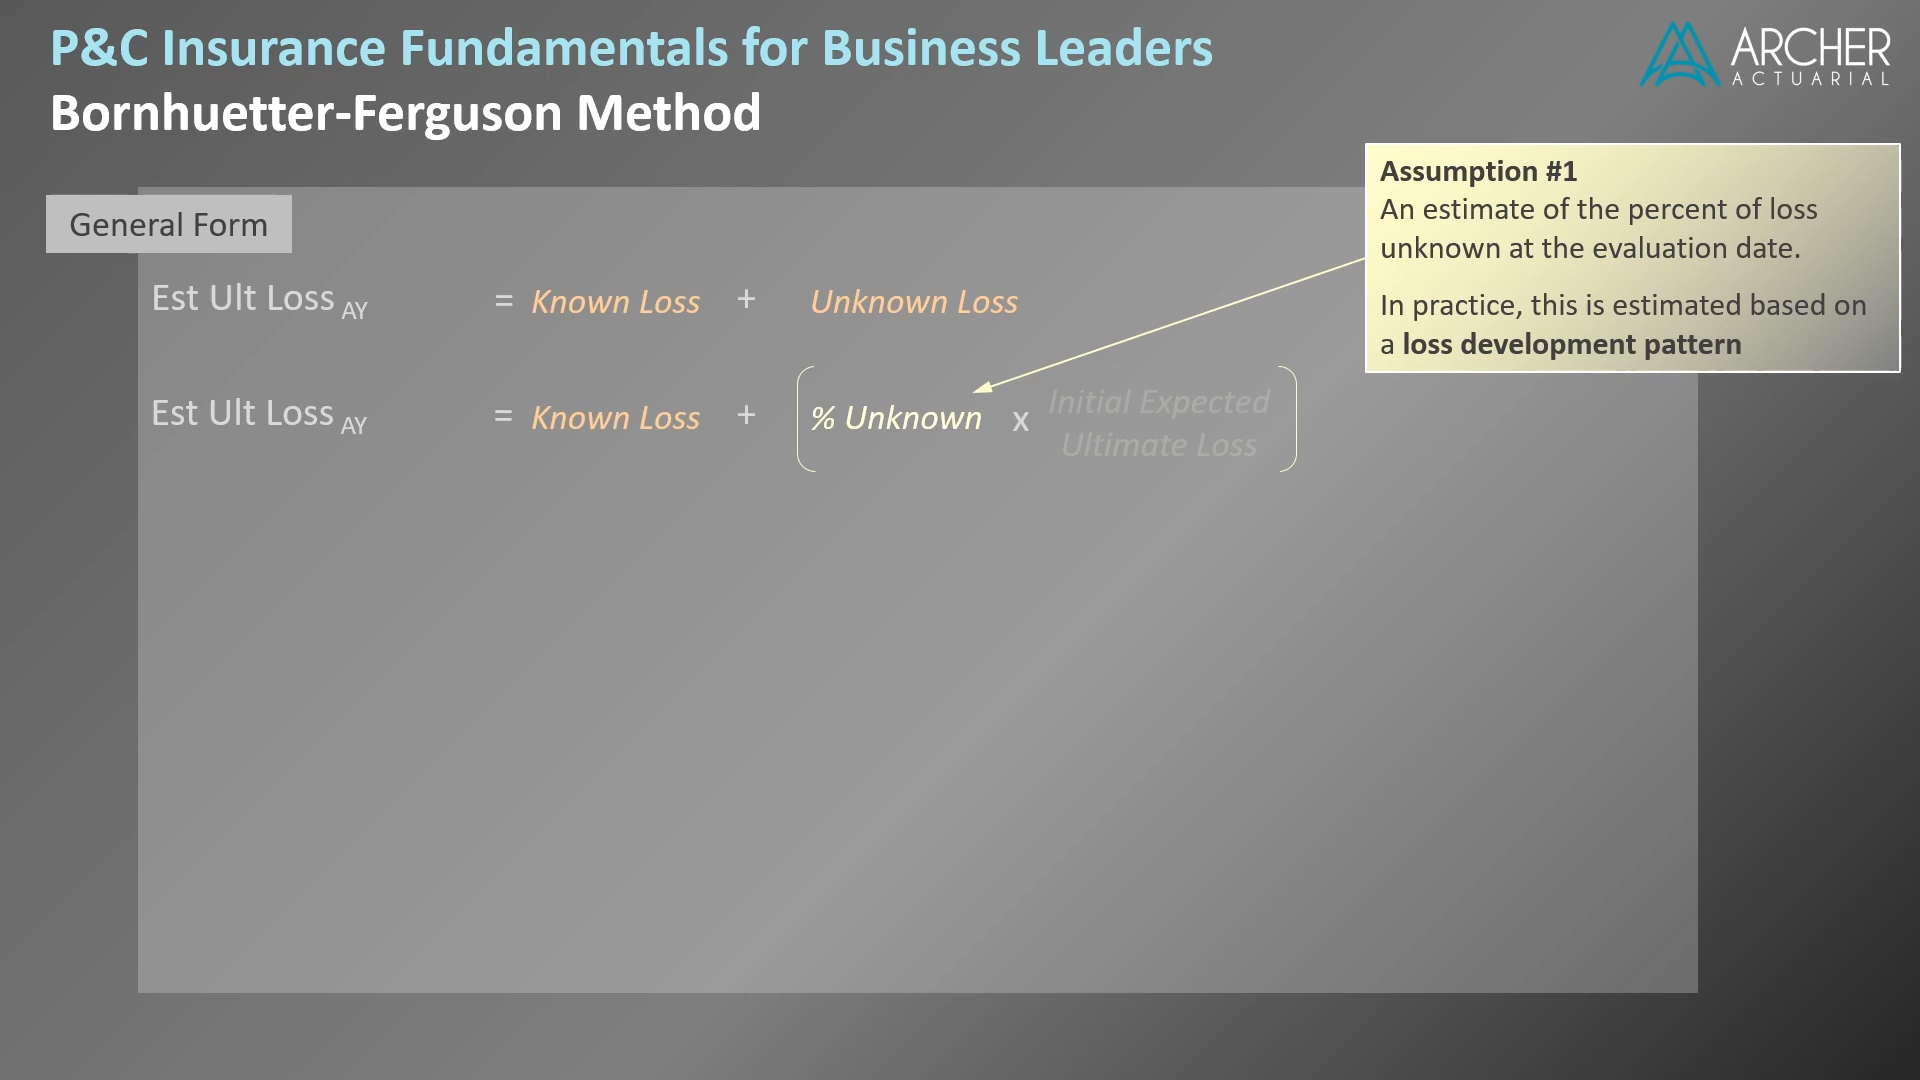 P&C Insurance Fundamentals for Business Leaders
Bornhuetter-Ferguson Method
ARCHER
ACTUARIAL
General Form
Est Ult Loss AY = Known Loss + Unknown Loss
Est Ult Loss AY = Known Loss + % Unknown x Initial Expected
Ultimate Loss
Assumption #1
An estimate of the percent of loss
unknown at the evaluation date.
In practice, this is estimated based on
a loss development pattern